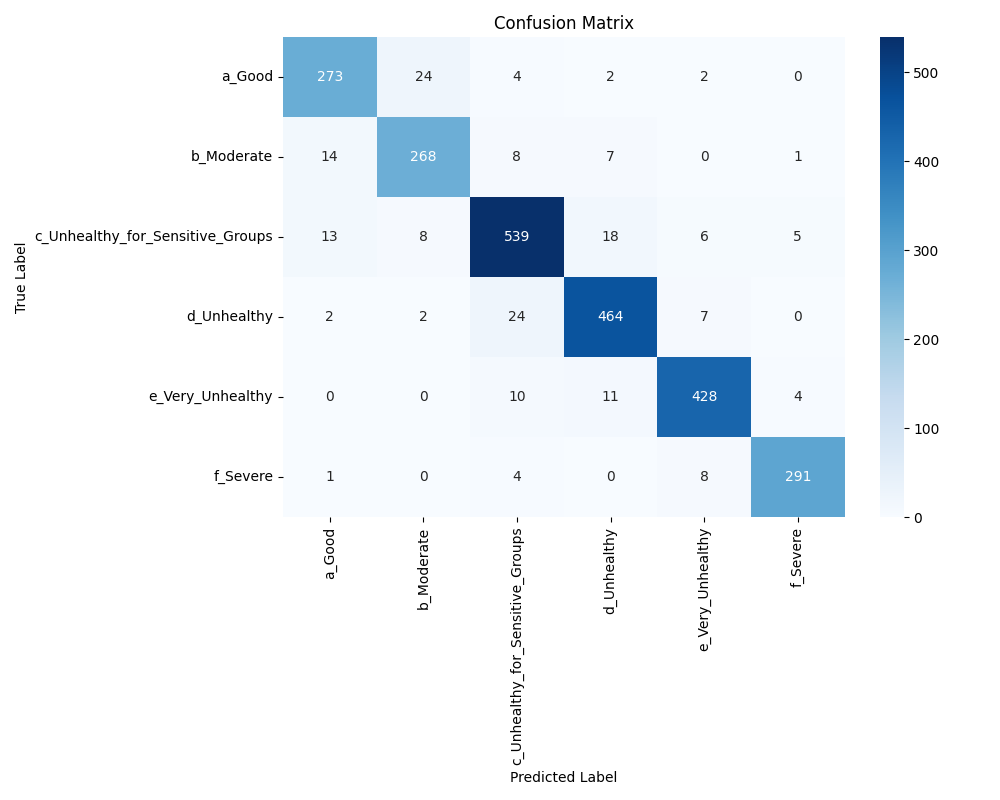 Confusion Matrix
a_Good 273 24 4 2 2 0
b_Moderate 14 268 8 7 0 1
c_Unhealthy_for_Sensitive_Groups 13 8 539 18 6 5
d_Unhealthy 2 2 24 464 7 0
e_Very_Unhealthy 0 0 10 11 428 4
f_Severe 1 0 4 0 8 291
True Label
a_Good
b_Moderate
c_Unhealthy_for_Sensitive_Groups
d_Unhealthy
e_Very_Unhealthy
f_Severe
Predicted Label
500
400
300
200
100
0